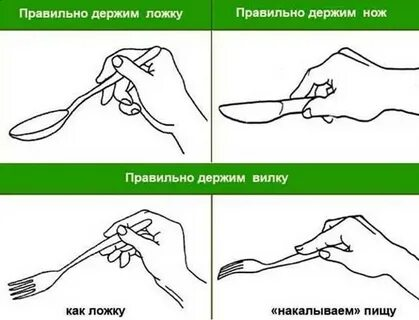 Правильно держим ложку
Правильно держим нож
Правильно держим вилку
как ложку
«накалываем» пищу